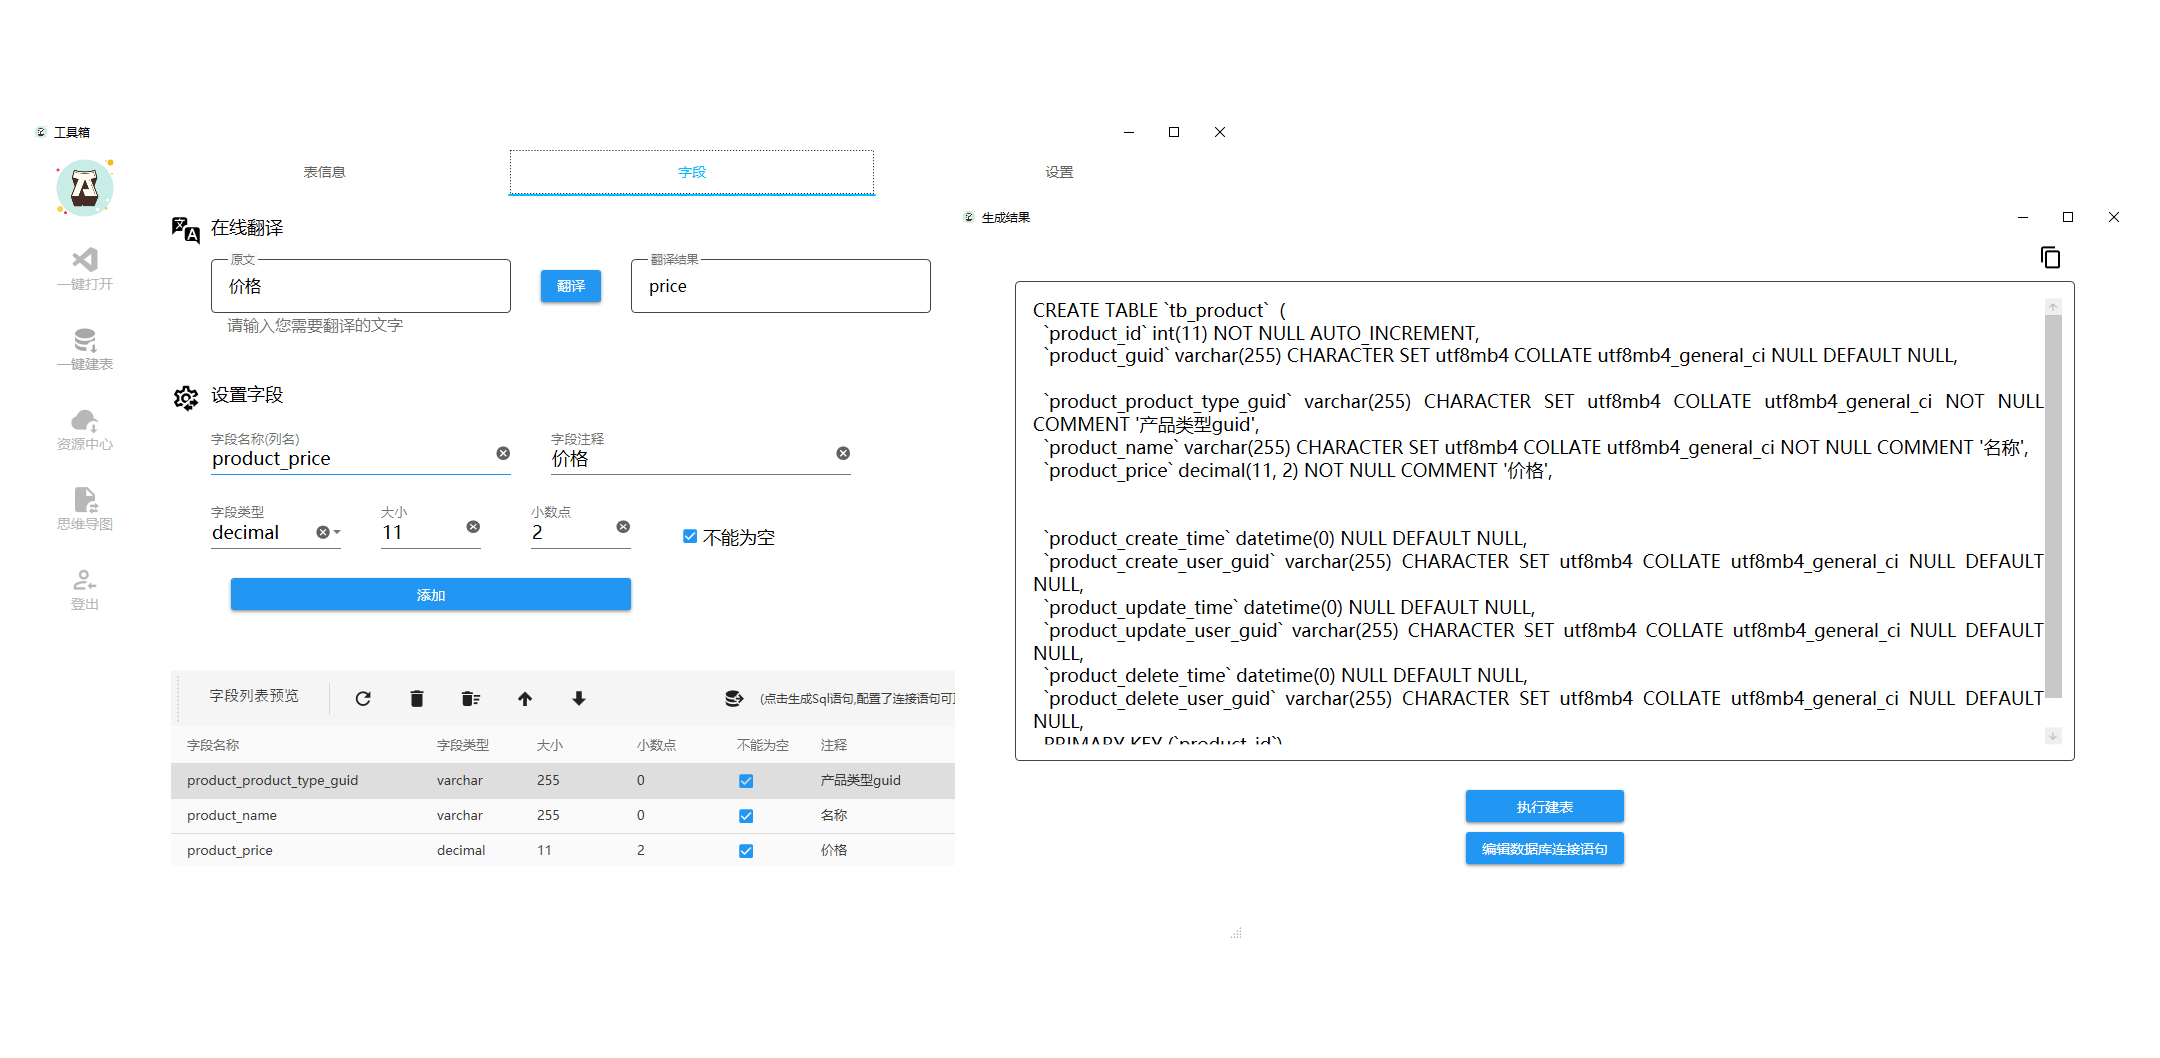 工具箱
一键打开
一键建表
资源中心
思维导图
登出
表信息
字段
设置
在线翻译
原文
价格
翻译
翻译结果
price
请输入您需要翻译的文字
设置字段
字段名称(列名)
product_price
字段注释
价格
字段类型
decimal
大小
11
小数点
2
不能为空
添加
字段列表预览
(点击生成Sql语句,配置了连接语句可
字段名称 字段类型 大小 小数点 不能为空 注释
product_product_type_guid varchar 255 0 产品类型guid
product_name varchar 255 0 名称
product_price decimal 11 2 价格
生成结果
CREATE TABLE `tb_product` (
`product_id` int(11) NOT NULL AUTO_INCREMENT,
`product_guid` varchar(255) CHARACTER SET utf8mb4 COLLATE utf8mb4_general_ci NULL DEFAULT NULL,
`product_product_type_guid` varchar(255) CHARACTER SET utf8mb4 COLLATE utf8mb4_general_ci NOT NULL
COMMENT '产品类型guid',
`product_name` varchar(255) CHARACTER SET utf8mb4 COLLATE utf8mb4_general_ci NOT NULL COMMENT '名称',
`product_price` decimal(11, 2) NOT NULL COMMENT '价格',
`product_create_time` datetime(0) NULL DEFAULT NULL,
`product_create_user_guid` varchar(255) CHARACTER SET utf8mb4 COLLATE utf8mb4_general_ci NULL DEFAULT
NULL,
`product_update_time` datetime(0) NULL DEFAULT NULL,
`product_update_user_guid` varchar(255) CHARACTER SET utf8mb4 COLLATE utf8mb4_general_ci NULL DEFAULT
NULL,
`product_delete_time` datetime(0) NULL DEFAULT NULL,
`product_delete_user_guid` varchar(255) CHARACTER SET utf8mb4 COLLATE utf8mb4_general_ci NULL DEFAULT
NULL,
PRIMARY KEY (`product_id`)
执行建表
编辑数据库连接语句